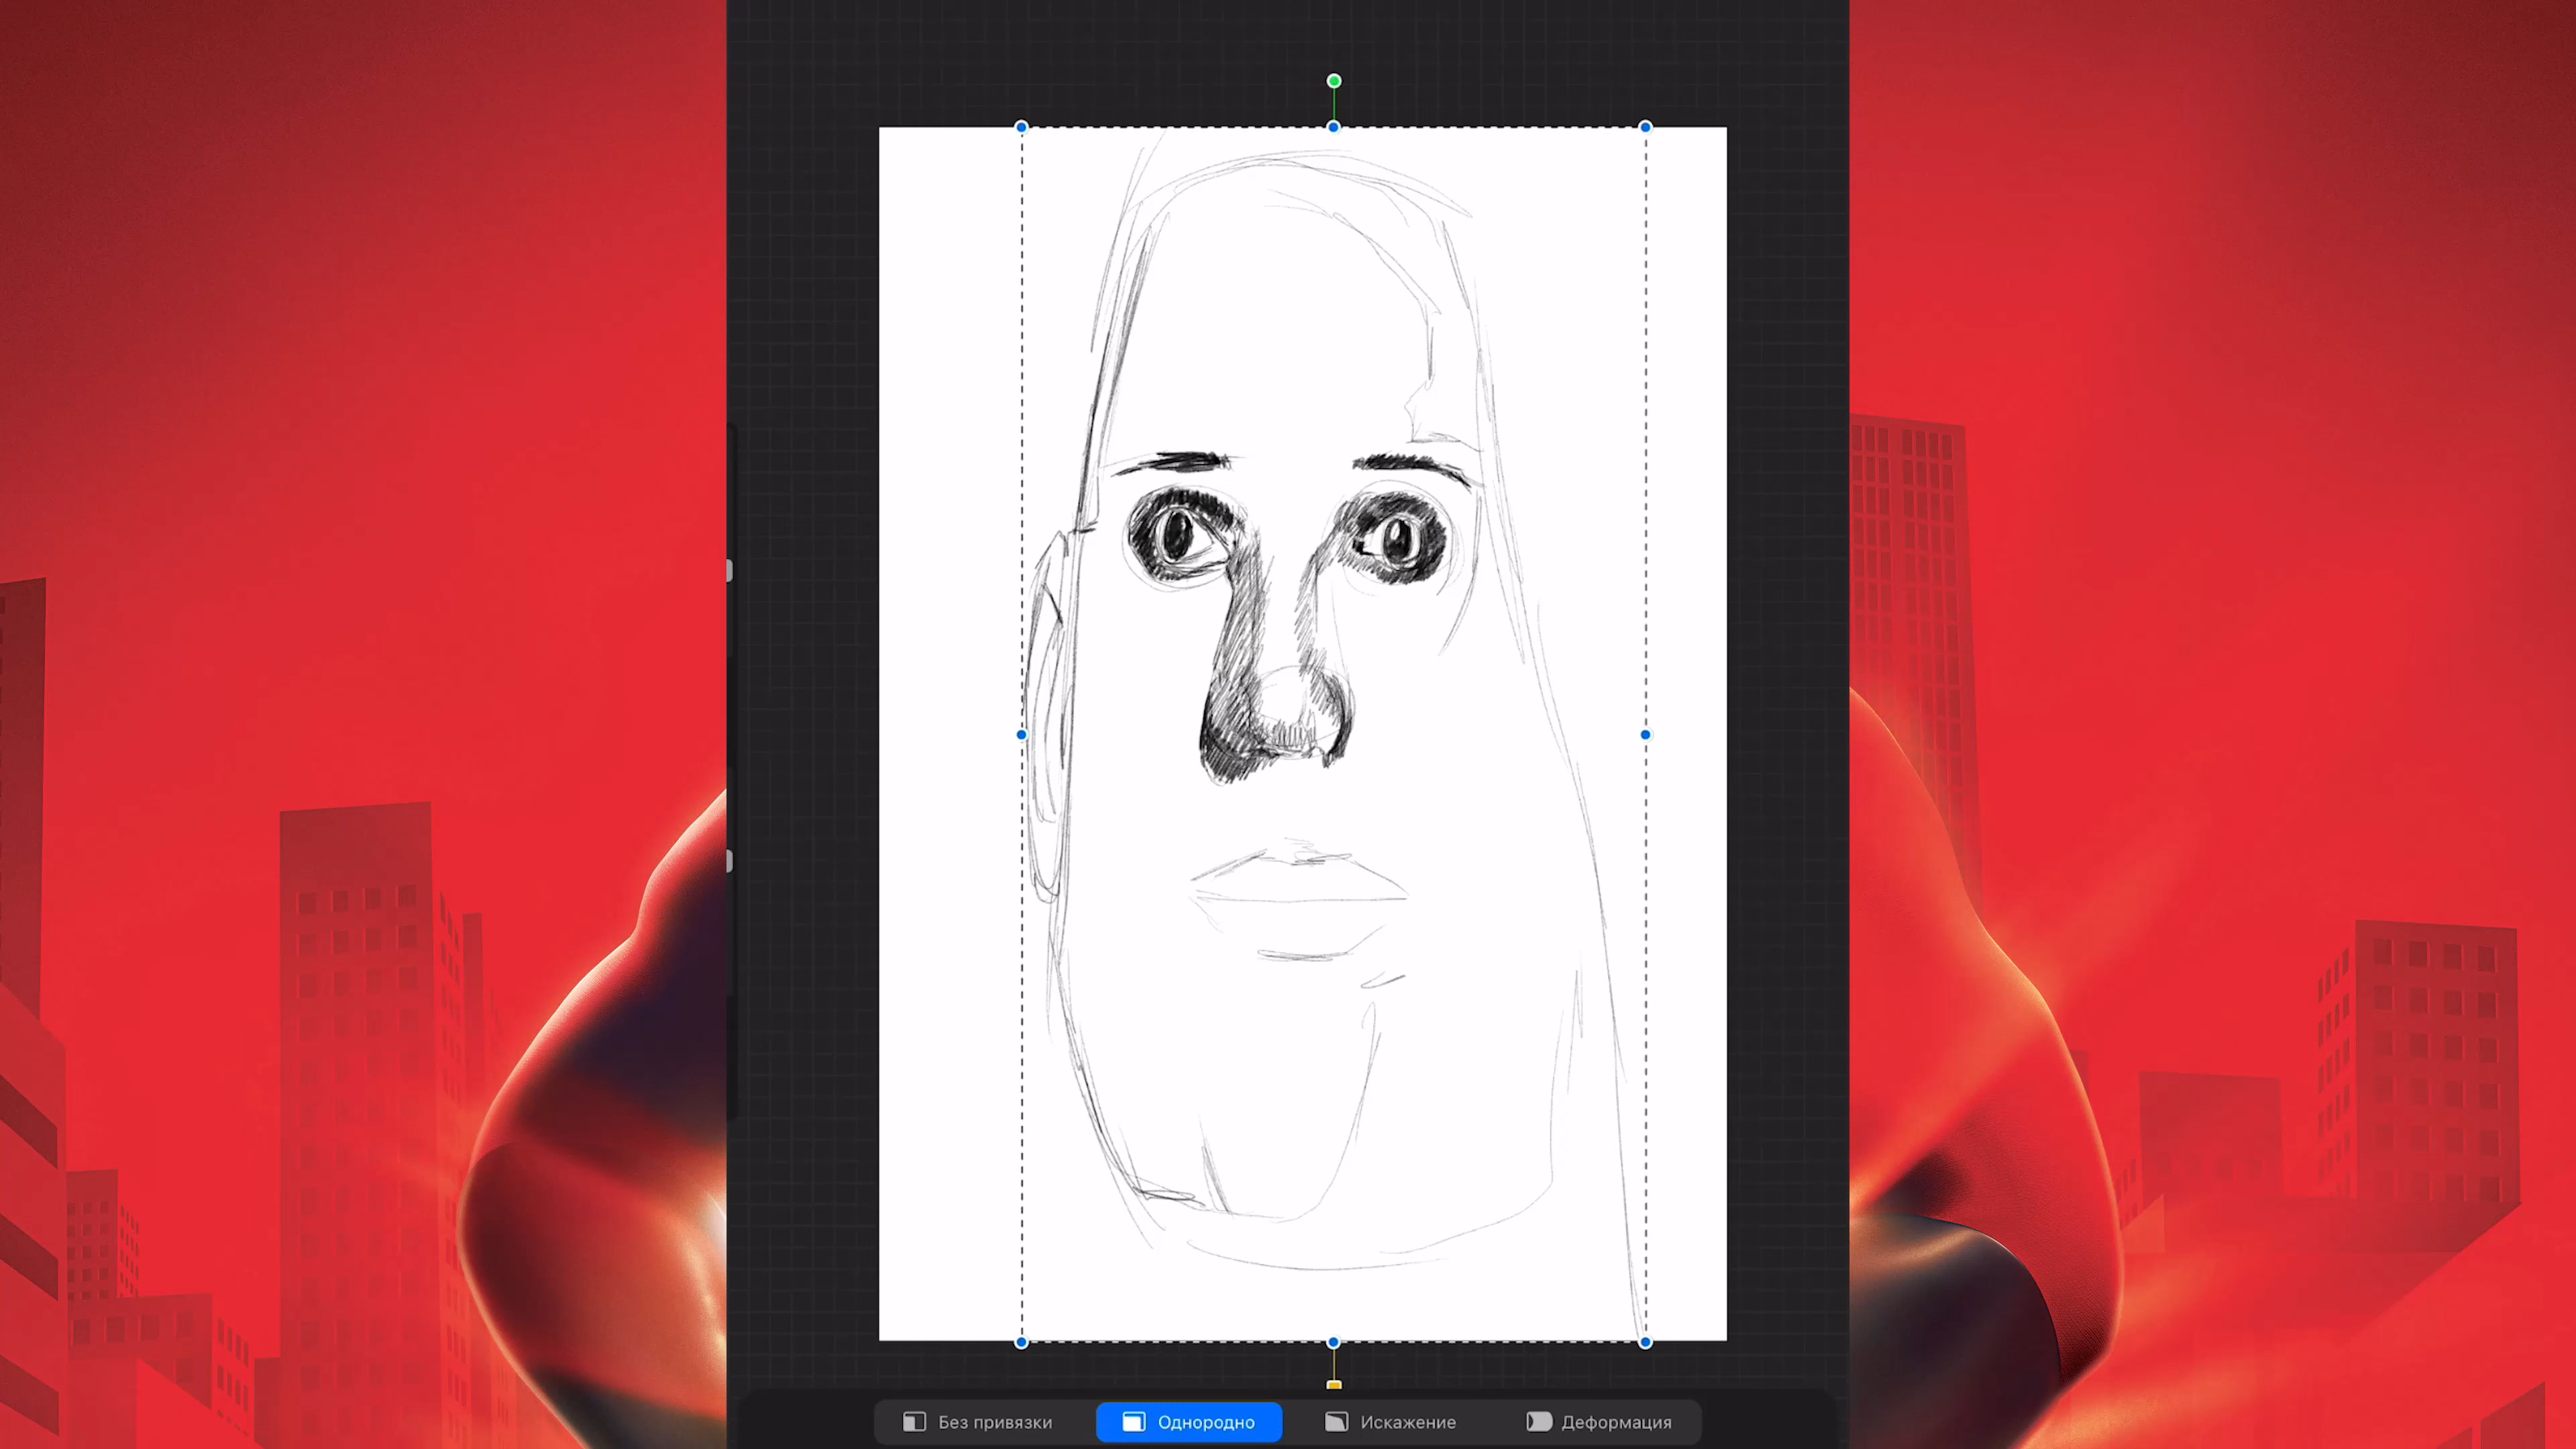 Без привязки
Однородно
Искажение
Деформация